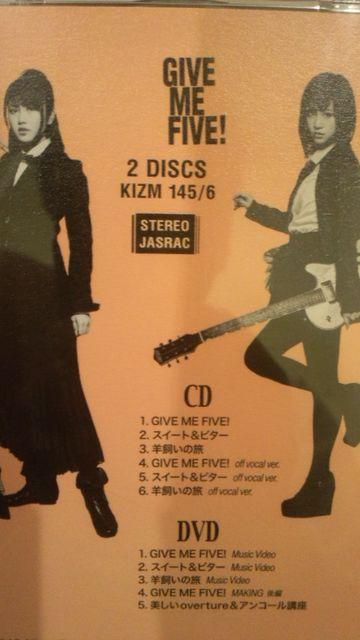 GIVE
ME
FIVE!
2 DISCS
KIZM 145/6
STEREO
JASRAC
CD
1. GIVE ME FIVE!
2. スイート&ビター
3. 羊飼いの旅
4. GIVE ME FIVE! off vocal ver.
5. スイート&ビター off vocal ver.
6. 羊飼いの旅 off vocal ver.
DVD
1. GIVE ME FIVE! Music Video
2. スイート&ビター Music Video
3. 羊飼いの旅 Music Video
4. GIVE ME FIVE! MAKING 後編
5. 美しいoverture&アンコール講座